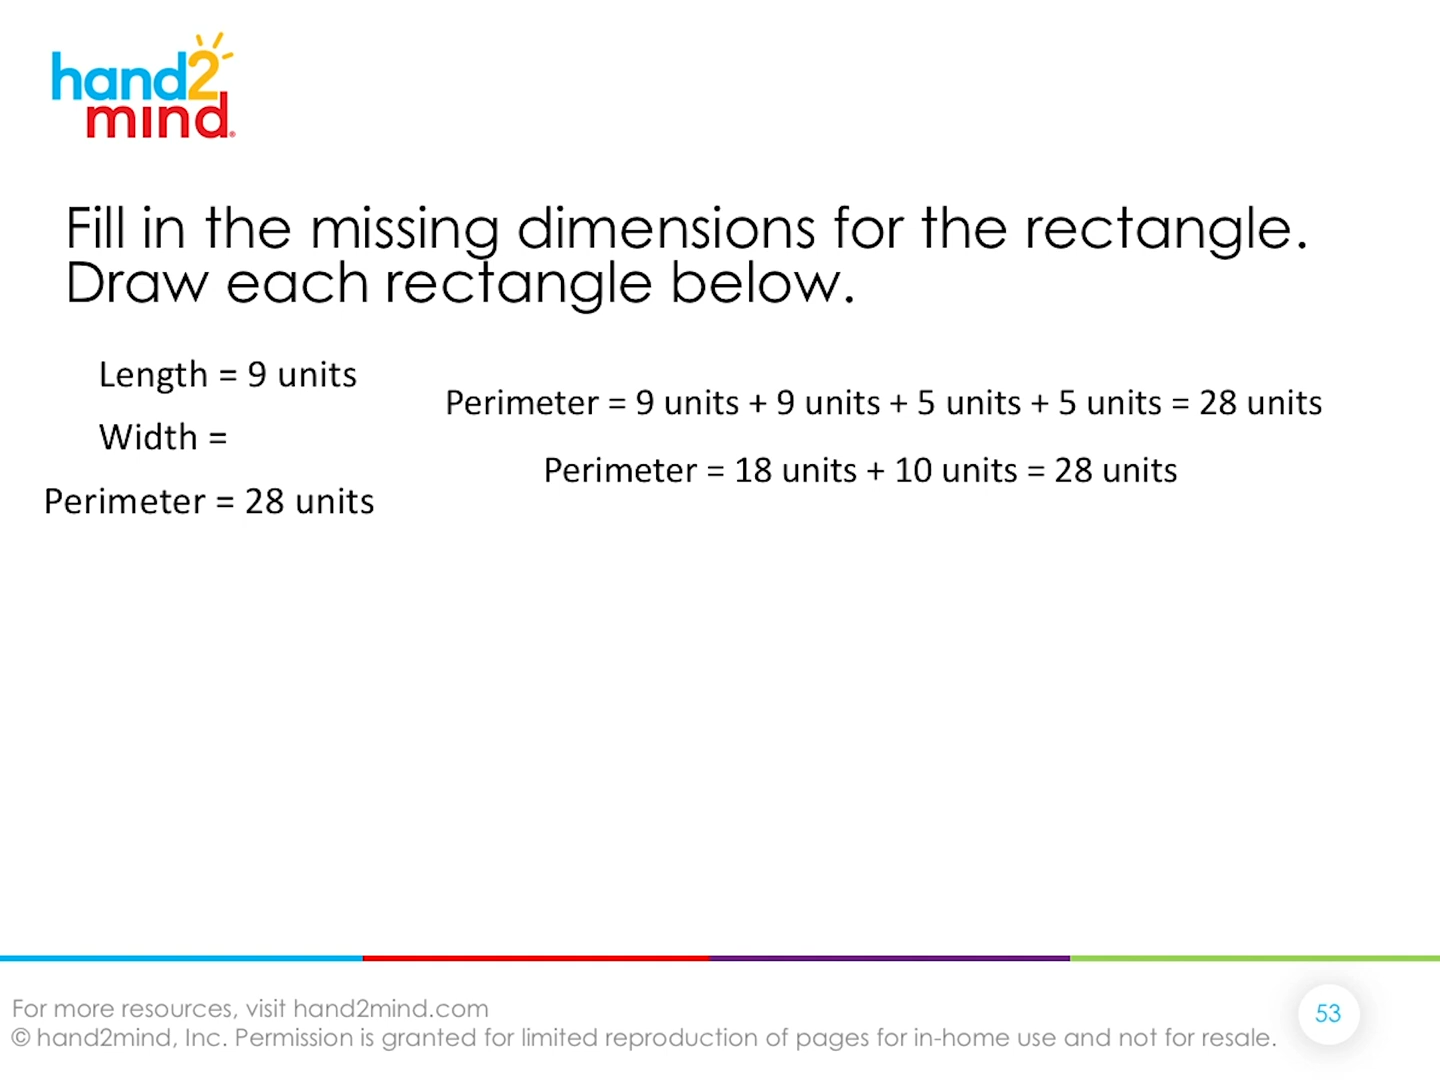 hand2
mind®
Fill in the missing dimensions for the rectangle.
Draw each rectangle below.
Length = 9 units
Width =
Perimeter = 28 units
Perimeter = 9 units + 9 units + 5 units + 5 units = 28 units
Perimeter = 18 units + 10 units = 28 units
For more resources, visit hand2mind.com
© hand2mind, Inc. Permission is granted for limited reproduction of pages for in-home use and not for resale.
53